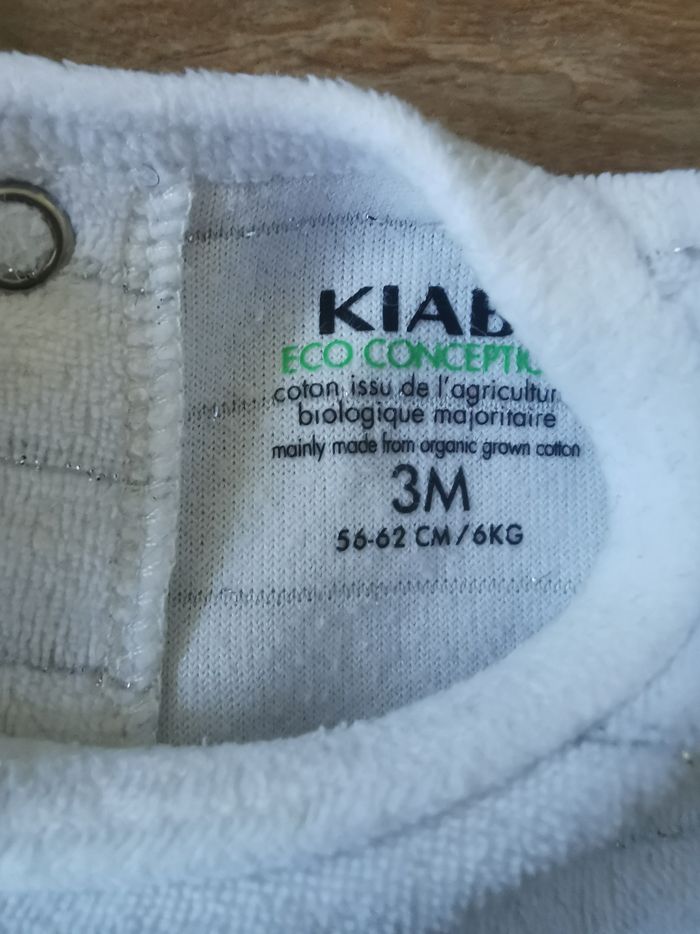 KIAB
ECO CONCEPTI
coton issu de l'agricultur
biologique majoritaire
mainly made from organic grown cotton
3M
56-62 CM/6KG